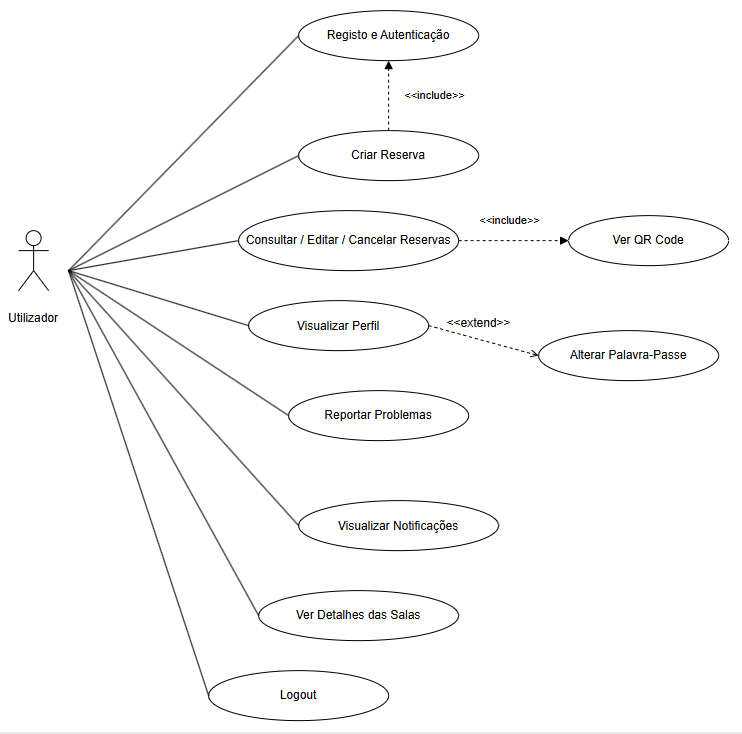 Registo e Autenticação
<<include>>
Criar Reserva
<<include>>
Consultar / Editar / Cancelar Reservas
Ver QR Code
Utilizador
<<extend>>
Visualizar Perfil
Alterar Palavra-Passe
Reportar Problemas
Visualizar Notificações
Ver Detalhes das Salas
Logout